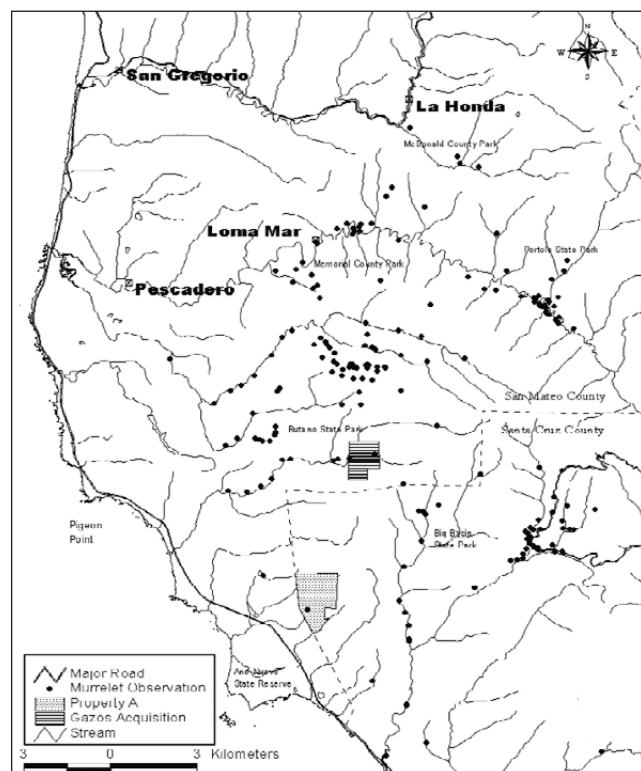 N
W E
San Gregorio
La Honda
McDonald County Park
Loma Mar
Portola State Park
Memorial County Park
Pescadero
San Mateo County
Butano State Park
Santa Cruz County
Pigeon
Point
Big Basin
State Park
Ano Nuevo
State Reserve
Major Road
Murrelet Observation
Property A
Gazos Acquisition
Stream
3 0 3 Kilometers